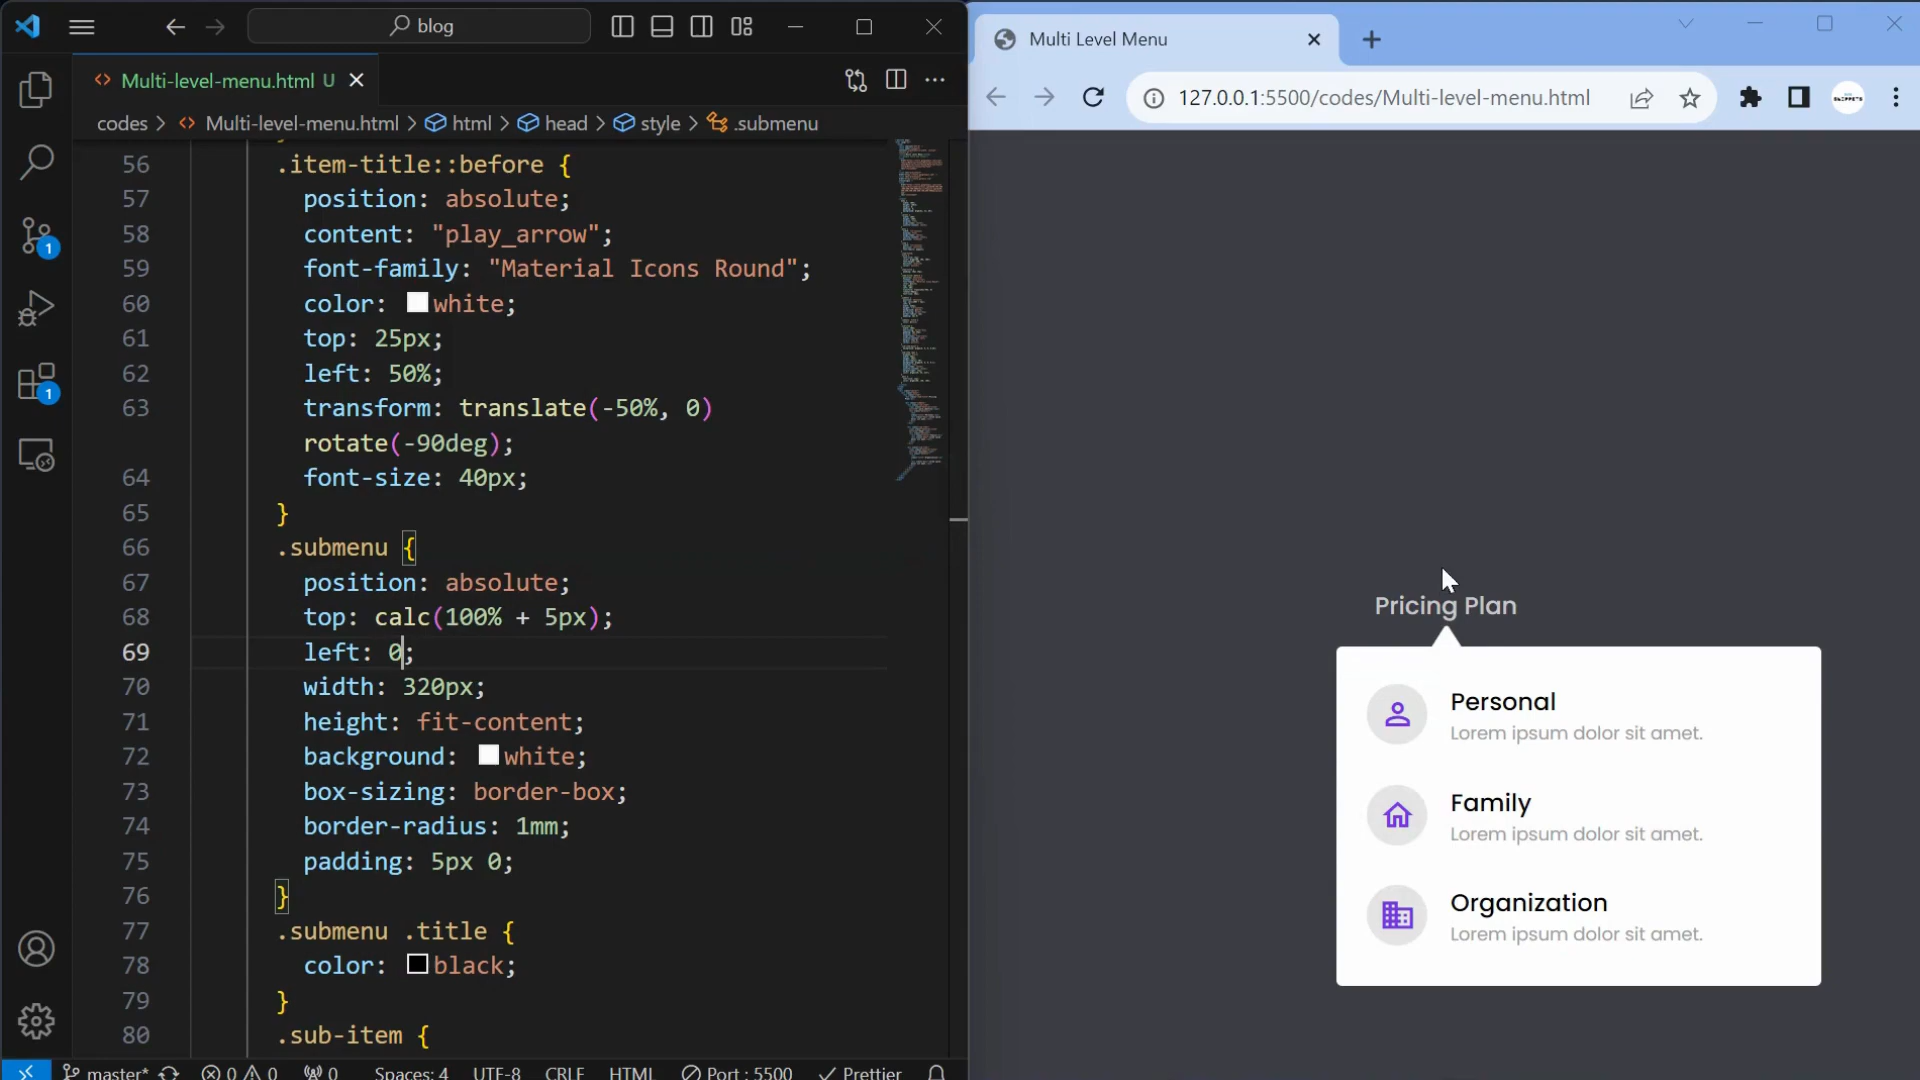 blog
Multi-level-menu.html U
codes > Multi-level-menu.html > html > head > style > .submenu
56 .item-title::before {
57 position: absolute;
58 content: "play_arrow";
59 font-family: "Material Icons Round";
60 color: white;
61 top: 25px;
62 left: 50%;
63 transform: translate(-50%, 0)
rotate(-90deg);
64 font-size: 40px;
65 }
66 .submenu {
67 position: absolute;
68 top: calc(100% + 5px);
69 left: 0;
70 width: 320px;
71 height: fit-content;
72 background: white;
73 box-sizing: border-box;
74 border-radius: 1mm;
75 padding: 5px 0;
76 }
77 .submenu .title {
78 color: black;
79 }
80 .sub-item {
1
1
master* 0 0 0 Spaces: 4 UTF-8 CRLF HTML Port : 5500 Prettier
Multi Level Menu
127.0.0.1:5500/codes/Multi-level-menu.html
Pricing Plan
Personal
Lorem ipsum dolor sit amet.
Family
Lorem ipsum dolor sit amet.
Organization
Lorem ipsum dolor sit amet.